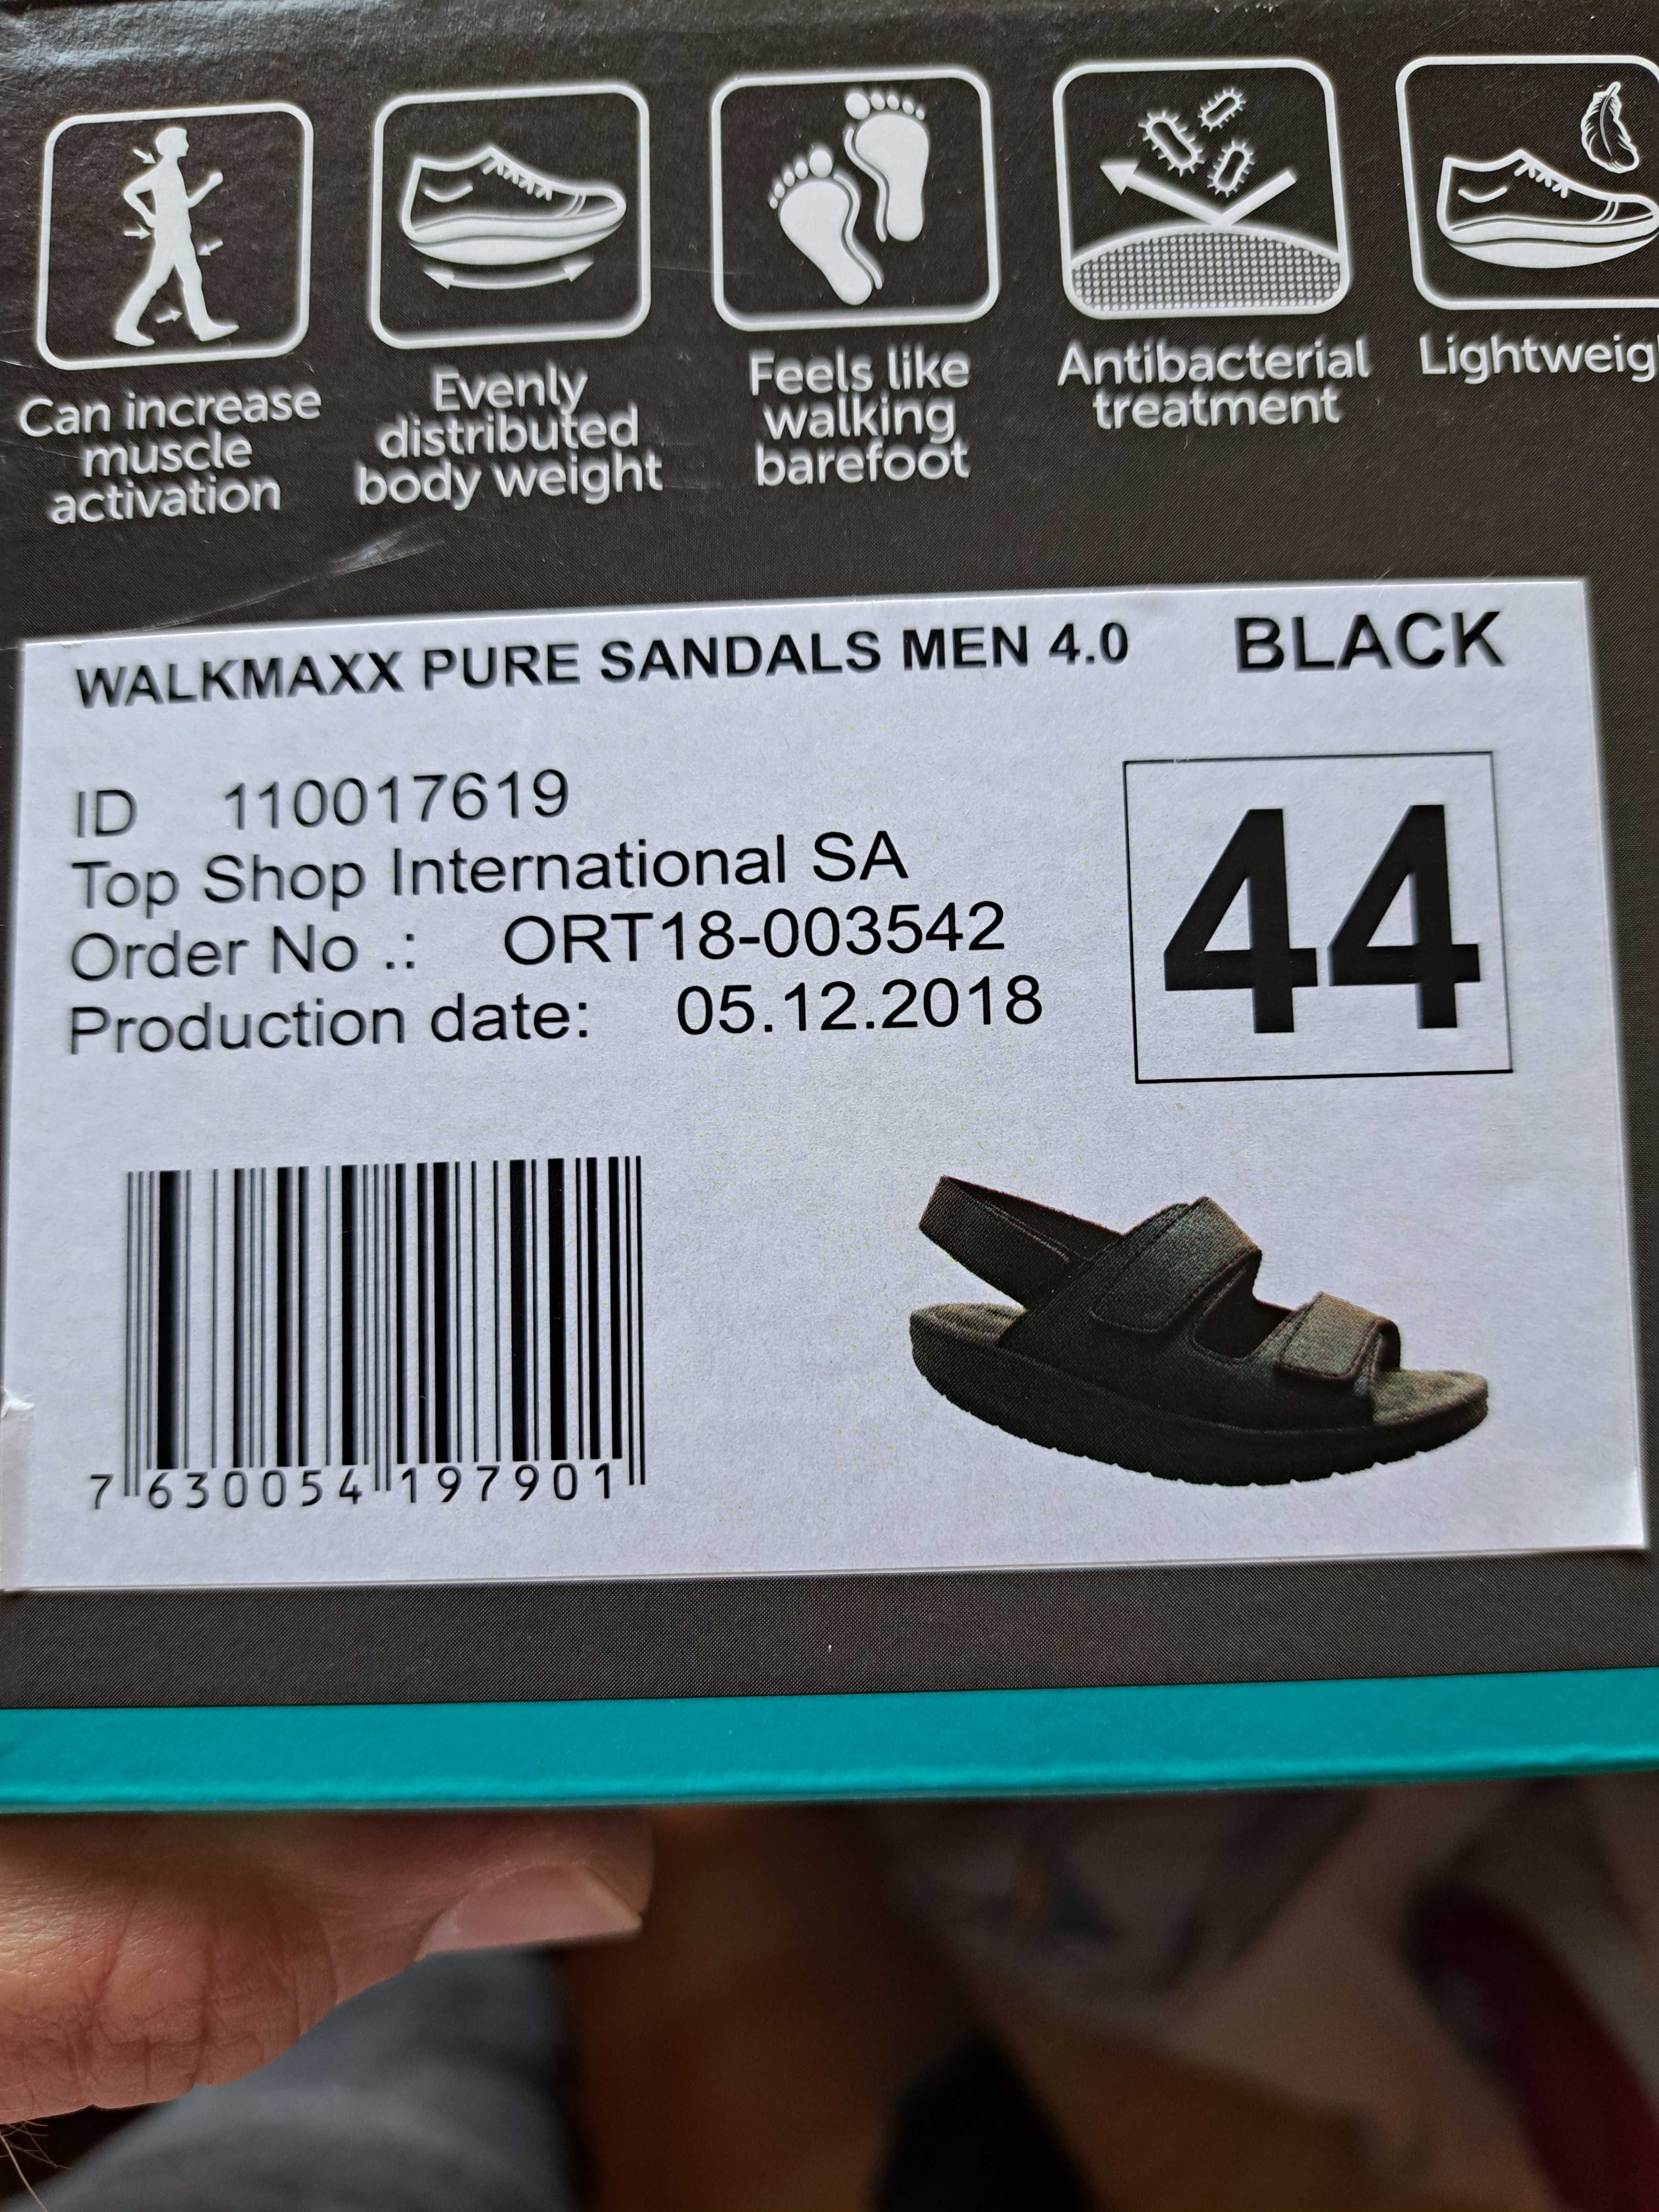 Can increase
muscle
activation
Evenly
distributed
body weight
Feels like
walking
barefoot
Antibacterial
treatment
Lightweig
WALKMAXX PURE SANDALS MEN 4.0 BLACK
ID 110017619
Top Shop International SA
Order No .: ORT18-003542
Production date: 05.12.2018
44
7 630054 197901